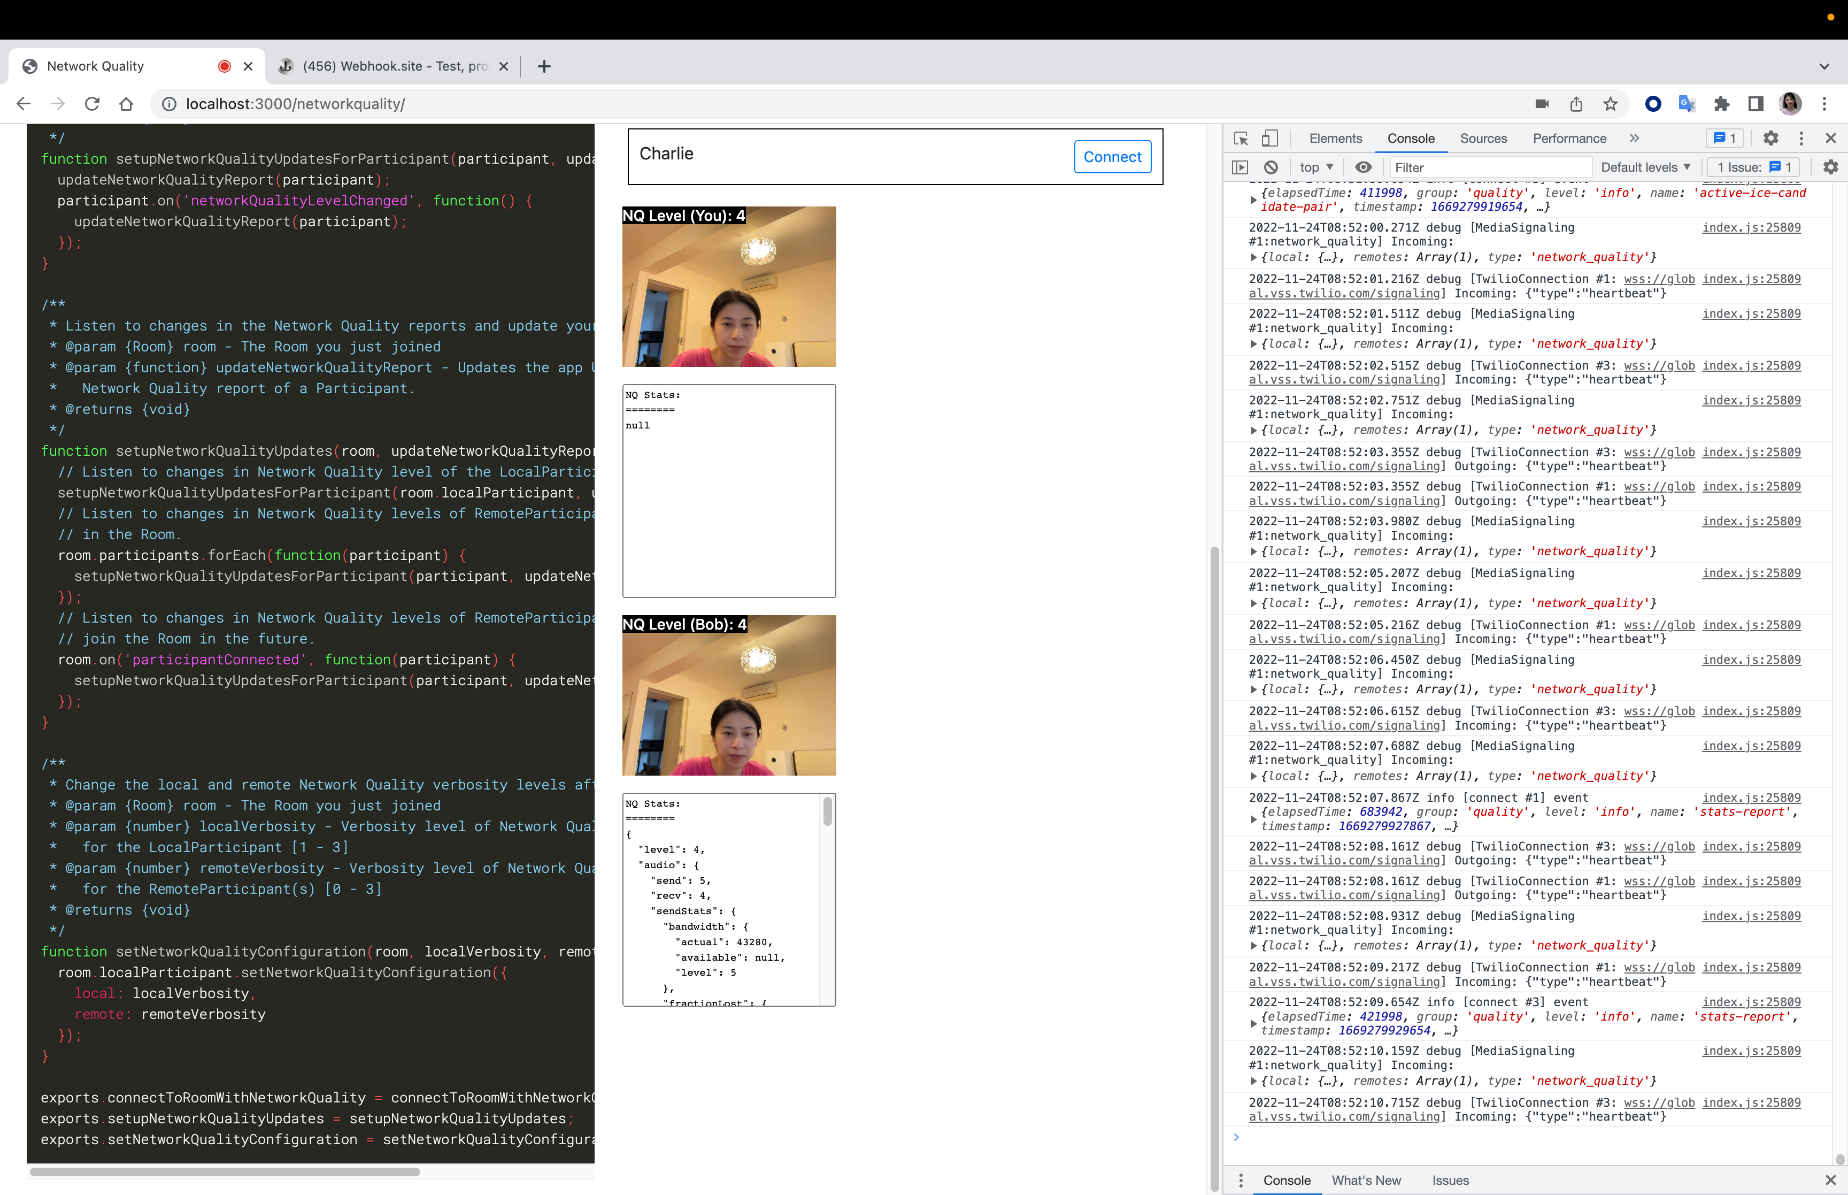 Network Quality
(456) Webhook.site - Test, pro
localhost:3000/networkquality/
*/
function setupNetworkQualityUpdatesForParticipant(participant, upda
updateNetworkQualityReport(participant);
participant.on('networkQualityLevelChanged', function() {
updateNetworkQualityReport(participant);
});
}
/**
* Listen to changes in the Network Quality reports and update your
* @param {Room} room - The Room you just joined
* @param {function} updateNetworkQualityReport - Updates the app U
*   Network Quality report of a Participant.
* @returns {void}
*/
function setupNetworkQualityUpdates(room, updateNetworkQualityRepor
// Listen to changes in Network Quality level of the LocalPartici
setupNetworkQualityUpdatesForParticipant(room.localParticipant, u
// Listen to changes in Network Quality levels of RemoteParticipa
// in the Room.
room.participants.forEach(function(participant) {
setupNetworkQualityUpdatesForParticipant(participant, updateNet
});
// Listen to changes in Network Quality levels of RemoteParticipa
// join the Room in the future.
room.on('participantConnected', function(participant) {
setupNetworkQualityUpdatesForParticipant(participant, updateNet
});
}
/**
* Change the local and remote Network Quality verbosity levels aft
* @param {Room} room - The Room you just joined
* @param {number} localVerbosity - Verbosity level of Network Qual
*   for the LocalParticipant [1 - 3]
* @param {number} remoteVerbosity - Verbosity level of Network Qua
*   for the RemoteParticipant(s) [0 - 3]
* @returns {void}
*/
function setNetworkQualityConfiguration(room, localVerbosity, remot
room.localParticipant.setNetworkQualityConfiguration({
local: localVerbosity,
remote: remoteVerbosity
});
}
exports.connectToRoomWithNetworkQuality = connectToRoomWithNetworkQ
exports.setupNetworkQualityUpdates = setupNetworkQualityUpdates;
exports.setNetworkQualityConfiguration = setNetworkQualityConfigura
Charlie
Connect
NQ Level (You): 4
NQ Stats:
========
null
NQ Level (Bob): 4
NQ Stats:
========
{
"level": 4,
"audio": {
"send": 5,
"recv": 4,
"sendStats": {
"bandwidth": {
"actual": 43280,
"available": null,
"level": 5
},
"fractionLost": {
Elements Console Sources Performance » 1
top ▼ Filter Default levels ▼ 1 Issue: 1
{elapsedTime: 411998, group: 'quality', level: 'info', name: 'active-ice-cand
idate-pair', timestamp: 1669279919654, …}
2022-11-24T08:52:00.271Z debug [MediaSignaling index.js:25809
#1:network_quality] Incoming:
{local: {…}, remotes: Array(1), type: 'network_quality'}
2022-11-24T08:52:01.216Z debug [TwilioConnection #1: wss://glob index.js:25809
al.vss.twilio.com/signaling] Incoming: {"type":"heartbeat"}
2022-11-24T08:52:01.511Z debug [MediaSignaling index.js:25809
#1:network_quality] Incoming:
{local: {…}, remotes: Array(1), type: 'network_quality'}
2022-11-24T08:52:02.515Z debug [TwilioConnection #3: wss://glob index.js:25809
al.vss.twilio.com/signaling] Incoming: {"type":"heartbeat"}
2022-11-24T08:52:02.751Z debug [MediaSignaling index.js:25809
#1:network_quality] Incoming:
{local: {…}, remotes: Array(1), type: 'network_quality'}
2022-11-24T08:52:03.355Z debug [TwilioConnection #3: wss://glob index.js:25809
al.vss.twilio.com/signaling] Outgoing: {"type":"heartbeat"}
2022-11-24T08:52:03.355Z debug [TwilioConnection #1: wss://glob index.js:25809
al.vss.twilio.com/signaling] Outgoing: {"type":"heartbeat"}
2022-11-24T08:52:03.980Z debug [MediaSignaling index.js:25809
#1:network_quality] Incoming:
{local: {…}, remotes: Array(1), type: 'network_quality'}
2022-11-24T08:52:05.207Z debug [MediaSignaling index.js:25809
#1:network_quality] Incoming:
{local: {…}, remotes: Array(1), type: 'network_quality'}
2022-11-24T08:52:05.216Z debug [TwilioConnection #1: wss://glob index.js:25809
al.vss.twilio.com/signaling] Incoming: {"type":"heartbeat"}
2022-11-24T08:52:06.450Z debug [MediaSignaling index.js:25809
#1:network_quality] Incoming:
{local: {…}, remotes: Array(1), type: 'network_quality'}
2022-11-24T08:52:06.615Z debug [TwilioConnection #3: wss://glob index.js:25809
al.vss.twilio.com/signaling] Incoming: {"type":"heartbeat"}
2022-11-24T08:52:07.688Z debug [MediaSignaling index.js:25809
#1:network_quality] Incoming:
{local: {…}, remotes: Array(1), type: 'network_quality'}
2022-11-24T08:52:07.867Z info [connect #1] event index.js:25809
{elapsedTime: 683942, group: 'quality', level: 'info', name: 'stats-report',
timestamp: 1669279927867, …}
2022-11-24T08:52:08.161Z debug [TwilioConnection #3: wss://glob index.js:25809
al.vss.twilio.com/signaling] Outgoing: {"type":"heartbeat"}
2022-11-24T08:52:08.161Z debug [TwilioConnection #1: wss://glob index.js:25809
al.vss.twilio.com/signaling] Outgoing: {"type":"heartbeat"}
2022-11-24T08:52:08.931Z debug [MediaSignaling index.js:25809
#1:network_quality] Incoming:
{local: {…}, remotes: Array(1), type: 'network_quality'}
2022-11-24T08:52:09.217Z debug [TwilioConnection #1: wss://glob index.js:25809
al.vss.twilio.com/signaling] Incoming: {"type":"heartbeat"}
2022-11-24T08:52:09.654Z info [connect #3] event index.js:25809
{elapsedTime: 421998, group: 'quality', level: 'info', name: 'stats-report',
timestamp: 1669279929654, …}
2022-11-24T08:52:10.159Z debug [MediaSignaling index.js:25809
#1:network_quality] Incoming:
{local: {…}, remotes: Array(1), type: 'network_quality'}
2022-11-24T08:52:10.715Z debug [TwilioConnection #3: wss://glob index.js:25809
al.vss.twilio.com/signaling] Incoming: {"type":"heartbeat"}
Console What's New Issues